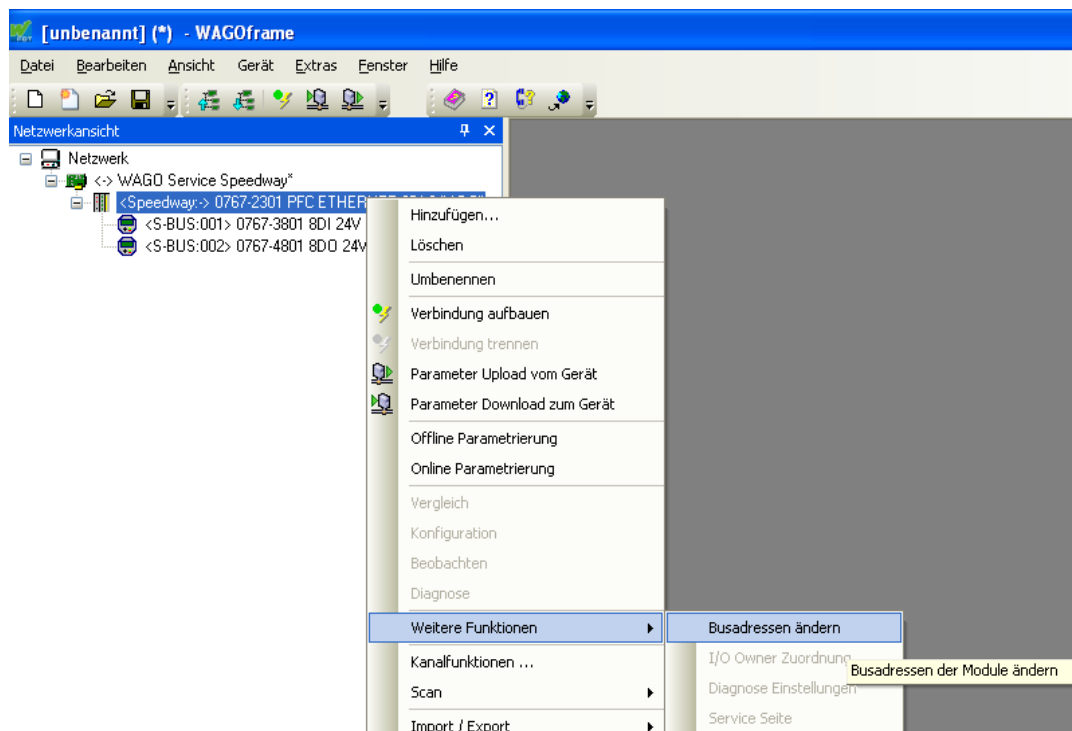 [unbenannt] (*) - WAGOframe
Datei Bearbeiten Ansicht Gerät Extras Fenster Hilfe
Netzwerkansicht
Netzwerk
<-> WAGO Service Speedway*
<Speedway:-> 0767-2301 PFC ETHERNET
<S-BUS:001> 0767-3801 8DI 24V
<S-BUS:002> 0767-4801 8DO 24V
Hinzufügen...
Löschen
Umbenennen
Verbindung aufbauen
Verbindung trennen
Parameter Upload vom Gerät
Parameter Download zum Gerät
Offline Parametrierung
Online Parametrierung
Vergleich
Konfiguration
Beobachten
Diagnose
Weitere Funktionen
Kanalfunktionen ...
Scan
Import / Export
Busadressen ändern
I/O Owner Zuordnung
Busadressen der Module ändern
Diagnose Einstellungen
Service Seite